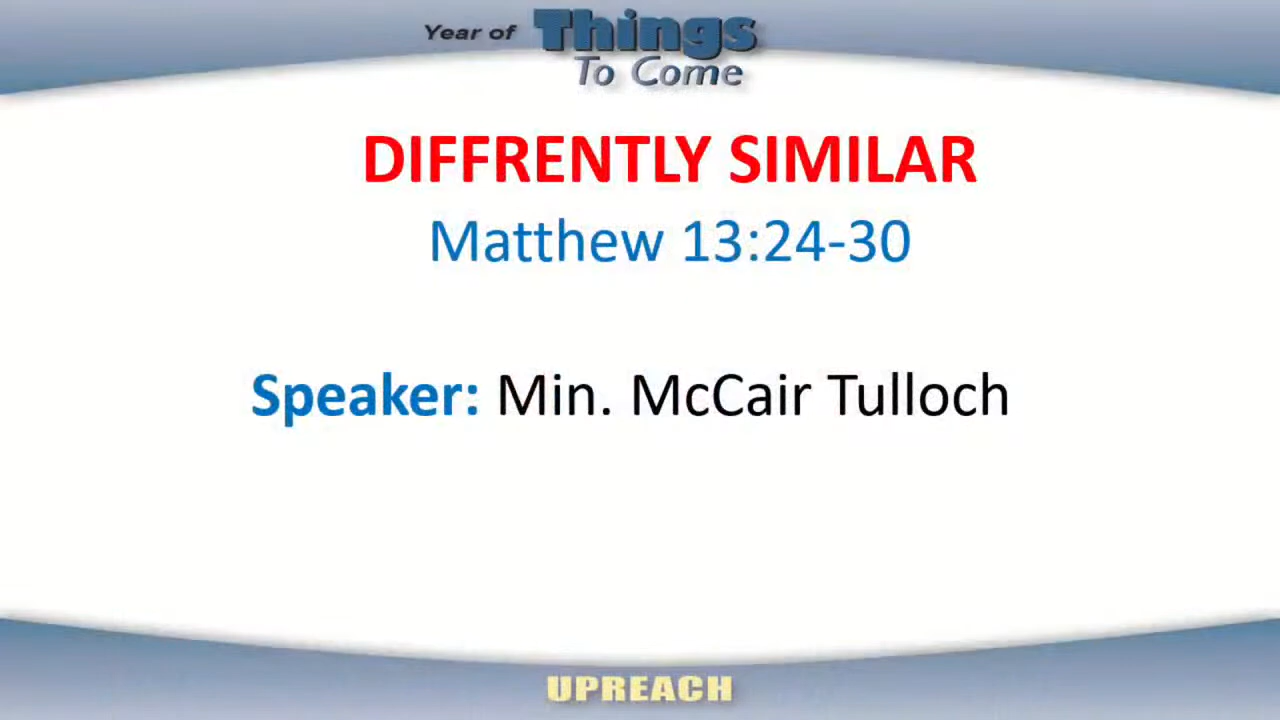 Year of Things
To Come
DIFFRENTLY SIMILAR
Matthew 13:24-30
Speaker: Min. McCair Tulloch
UPREACH